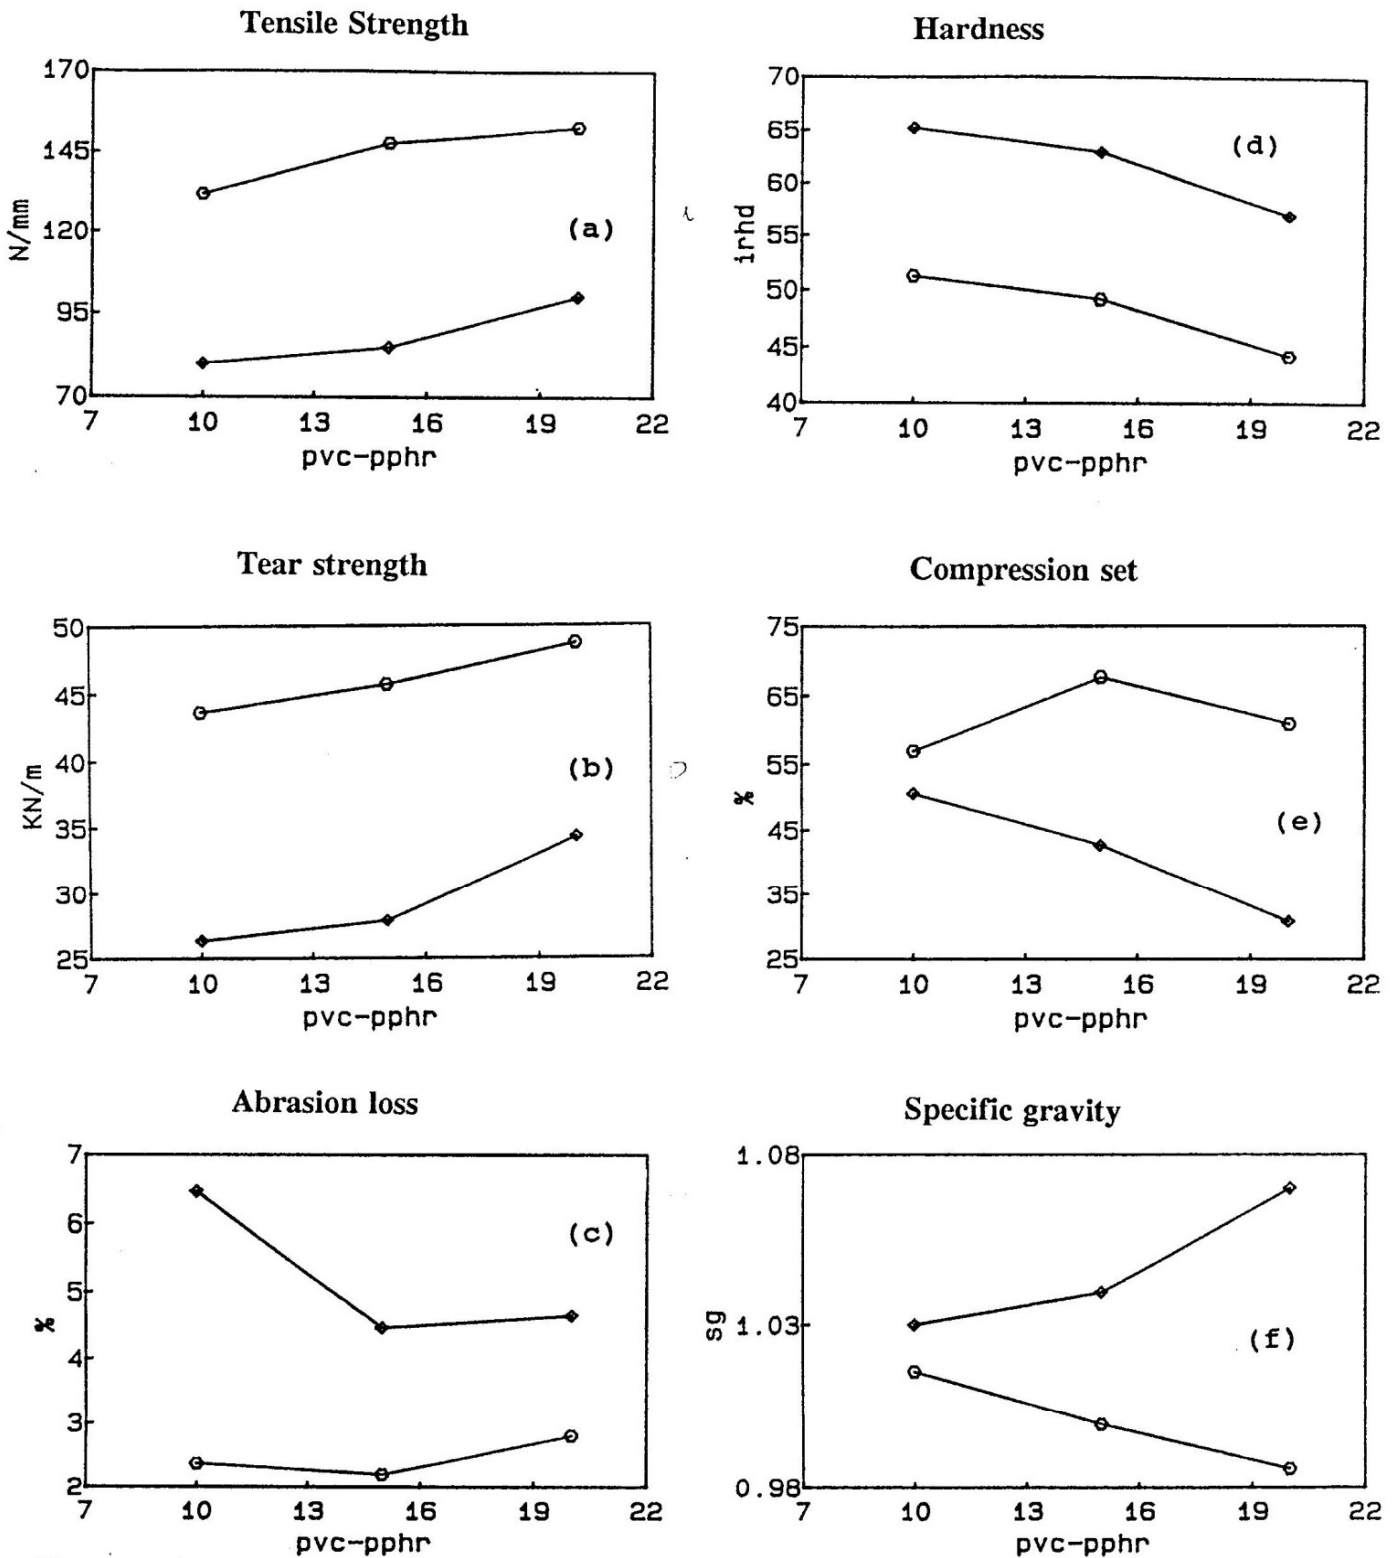 Tensile Strength
170
145
120
95
70
N/mm
(a)
7 10 13 16 19 22
pvc-pphr
Hardness
70
65
60
55
50
45
40
irhd
(d)
7 10 13 16 19 22
pvc-pphr
Tear strength
50
45
40
35
30
25
KN/m
(b)
7 10 13 16 19 22
pvc-pphr
Compression set
75
65
55
45
35
25
%
(e)
7 10 13 16 19 22
pvc-pphr
Abrasion loss
7
6
5
4
3
2
%
(c)
7 10 13 16 19 22
pvc-pphr
Specific gravity
1.08
1.03
0.98
sg
(f)
7 10 13 16 19 22
pvc-pphr